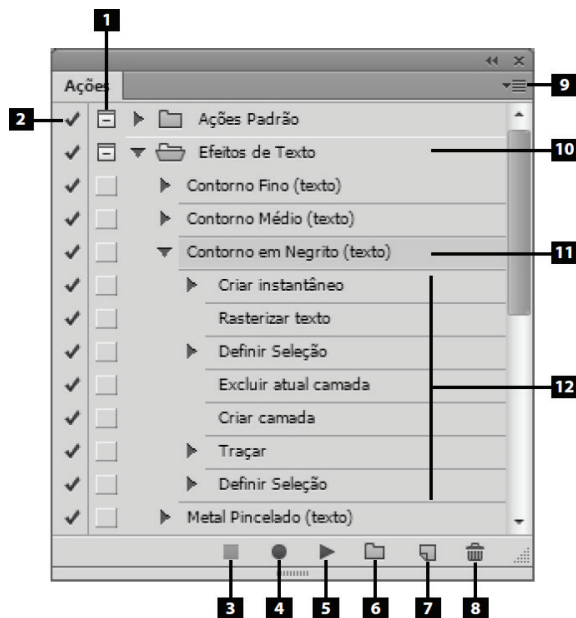 1
Ações
9
2
Ações Padrão
Efeitos de Texto
10
Contorno Fino (texto)
Contorno Médio (texto)
Contorno em Negrito (texto)
11
Criar instantâneo
Rasterizar texto
Definir Seleção
Excluir atual camada
12
Criar camada
Traçar
Definir Seleção
Metal Pincelado (texto)
3
4
5
6
7
8